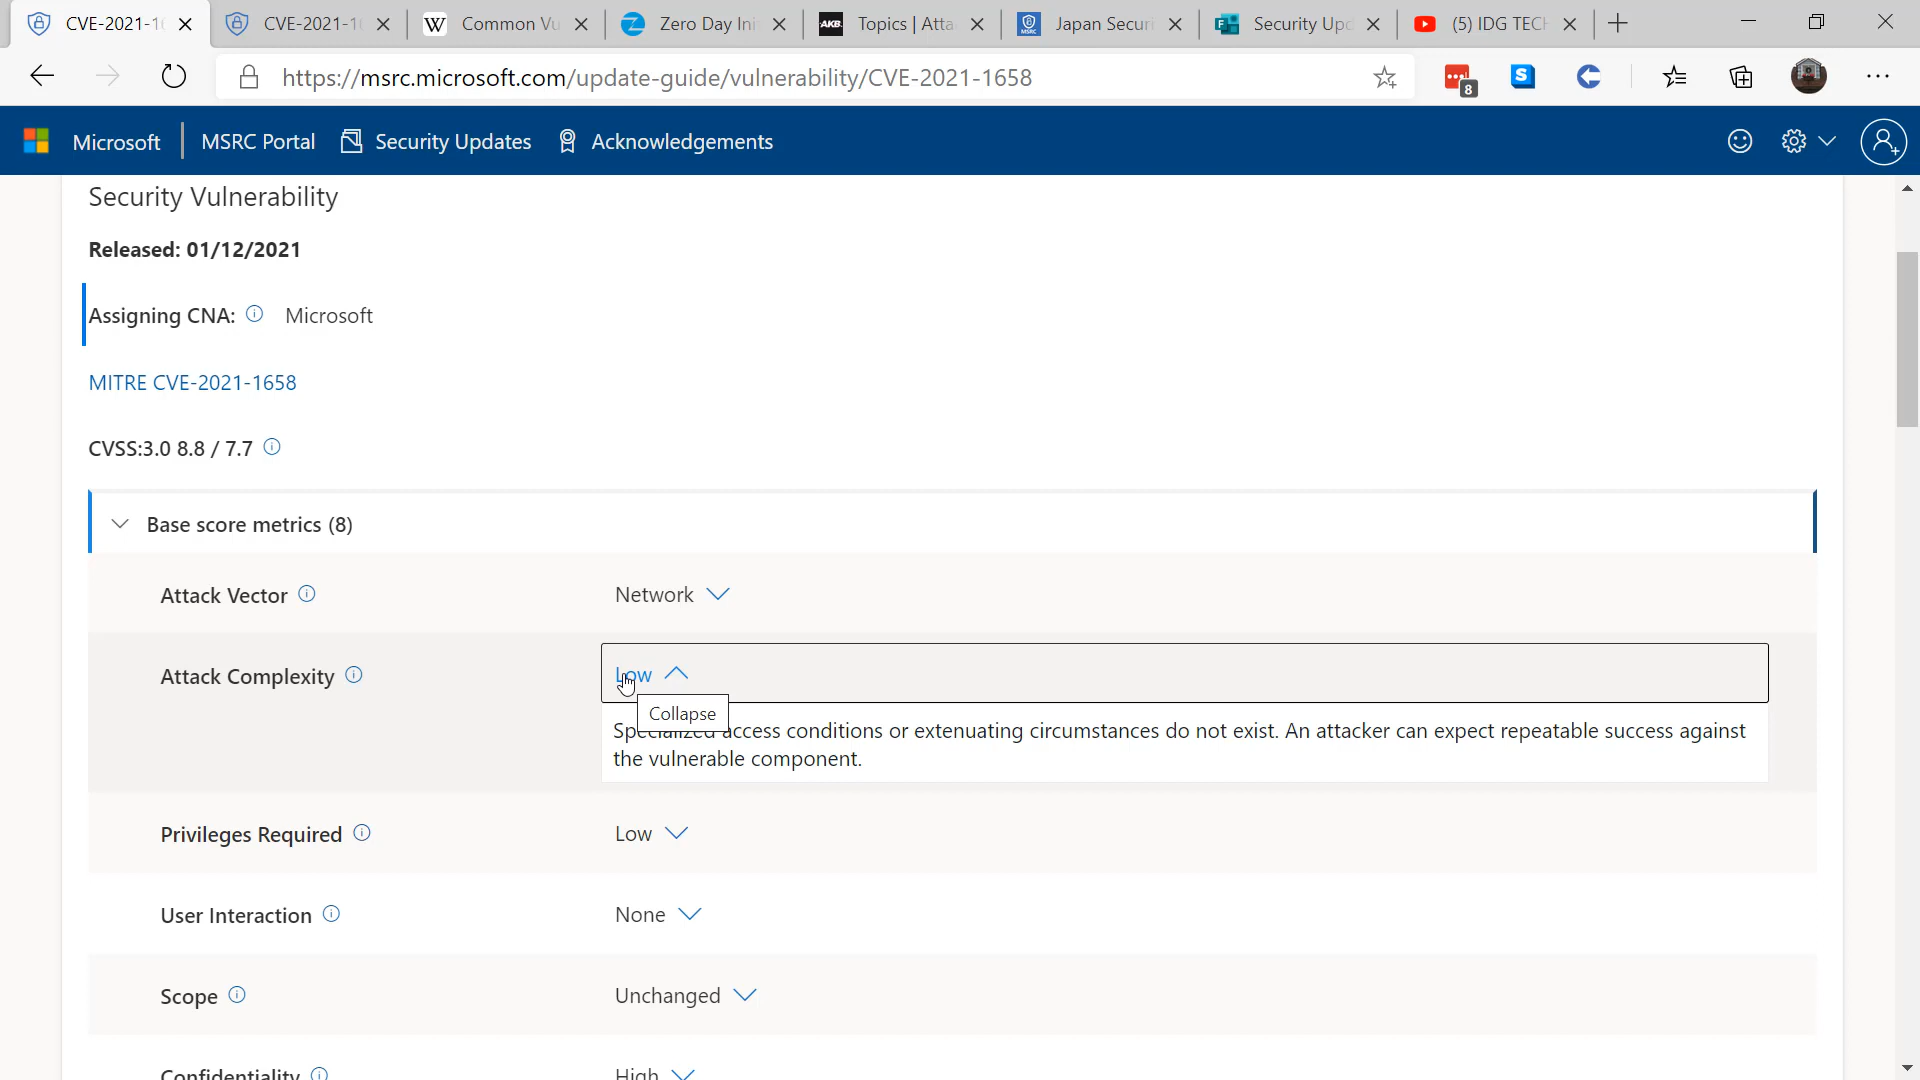 CVE-2021-1
CVE-2021-1
Common Vu
Zero Day Ini
Topics | Atta
Japan Securi
Security Upd
(5) IDG TECH
https://msrc.microsoft.com/update-guide/vulnerability/CVE-2021-1658
8
Microsoft
MSRC Portal
Security Updates
Acknowledgements
Security Vulnerability
Released: 01/12/2021
Assigning CNA:
Microsoft
MITRE CVE-2021-1658
CVSS:3.0 8.8 / 7.7
Base score metrics (8)
Attack Vector
Network
Attack Complexity
Low
Collapse
Specialized access conditions or extenuating circumstances do not exist. An attacker can expect repeatable success against
the vulnerable component.
Privileges Required
Low
User Interaction
None
Scope
Unchanged
Confidentiality
High